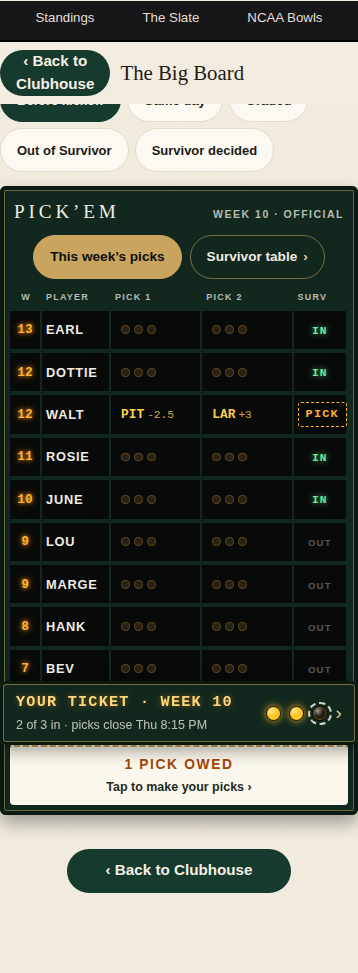 Standings The Slate NCAA Bowls
‹ Back to
Clubhouse
The Big Board
Before kickoff Same day Graded
Out of Survivor Survivor decided
PICK’EM WEEK 10 · OFFICIAL
This week’s picks Survivor table ›
W PLAYER PICK 1 PICK 2 SURV
13 EARL IN
12 DOTTIE IN
12 WALT PIT -2.5 LAR +3 PICK
11 ROSIE IN
10 JUNE IN
9 LOU OUT
9 MARGE OUT
8 HANK OUT
7 BEV OUT
YOUR TICKET · WEEK 10
2 of 3 in · picks close Thu 8:15 PM ›
1 PICK OWED
Tap to make your picks ›
‹ Back to Clubhouse